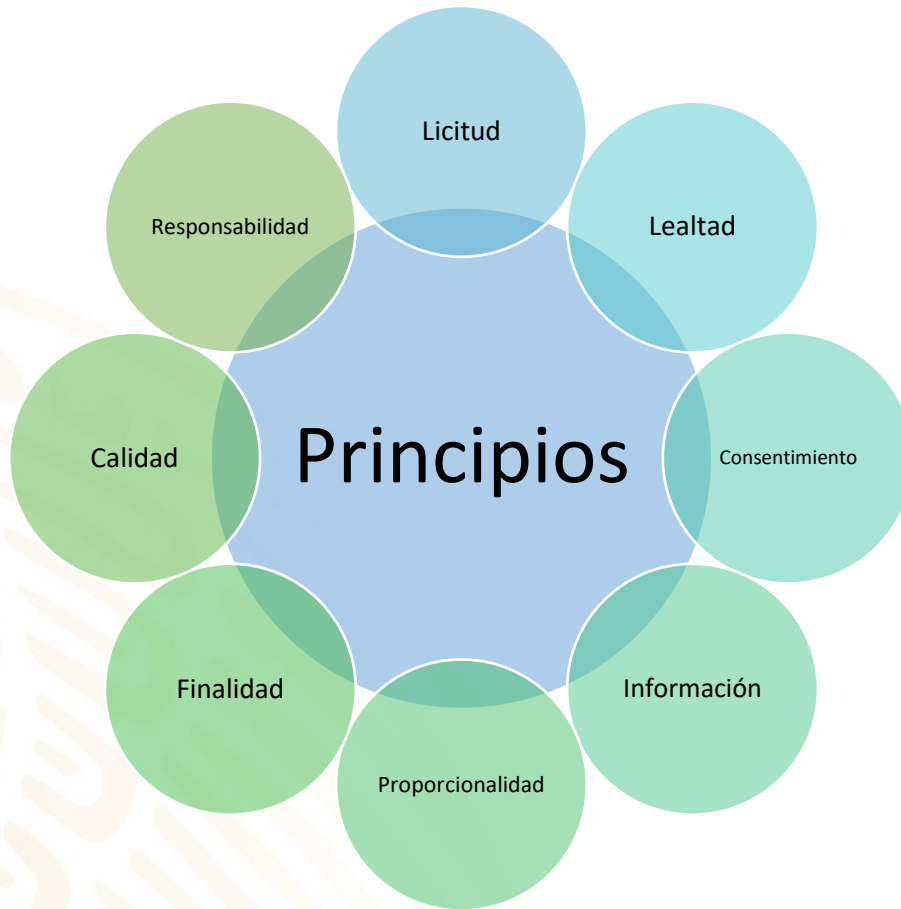 Licitud
Lealtad
Consentimiento
Información
Proporcionalidad
Finalidad
Calidad
Responsabilidad
Principios